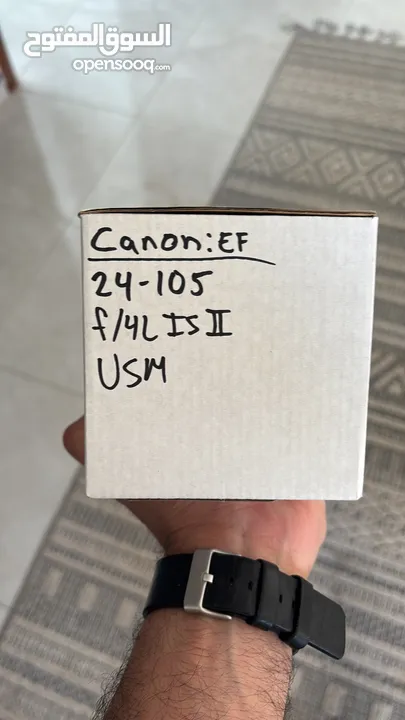 السوق المفتوح
opensooq.com
Canon:EF
24-105
f/4L IS II
USM